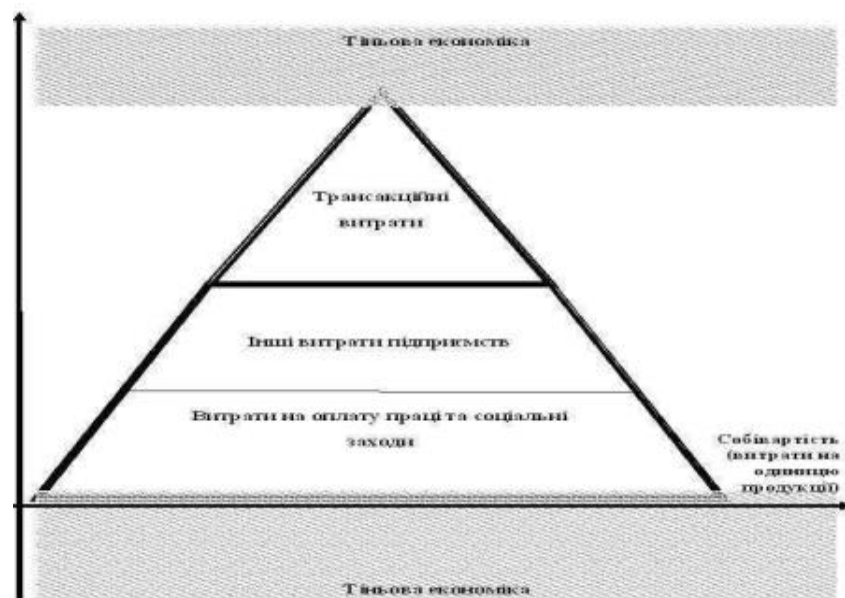 Тіньова економіка
Трансакційні
витрати
Інші витрати підприємств
Витрати на оплату праці та соціальні
заходи
Собівартість
(витрати на
одиницю
продукції)
Тіньова економіка